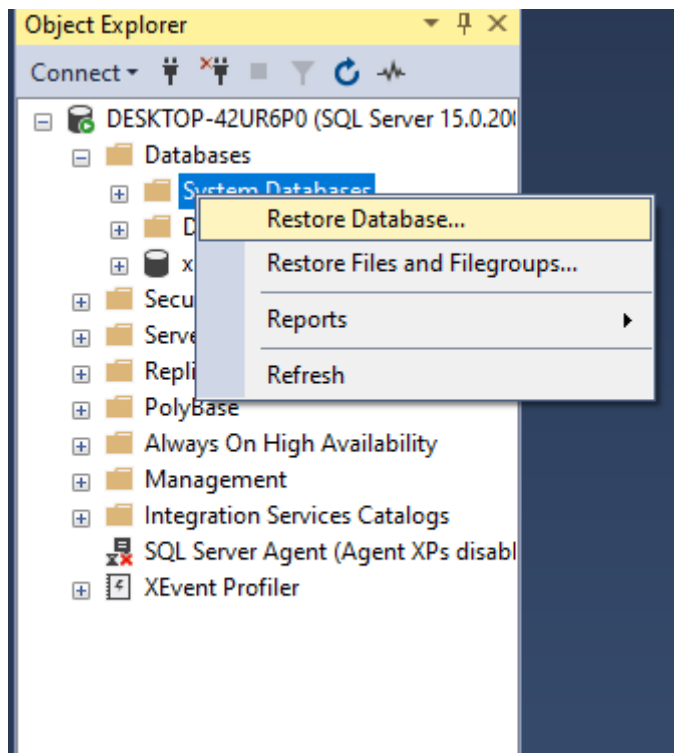 Object Explorer
Connect
DESKTOP-42UR6P0 (SQL Server 15.0.200
Databases
System Databases
Restore Database...
D
Restore Files and Filegroups...
x
Secu
Reports
Serve
Repli
Refresh
PolyBase
Always On High Availability
Management
Integration Services Catalogs
SQL Server Agent (Agent XPs disabl
XEvent Profiler